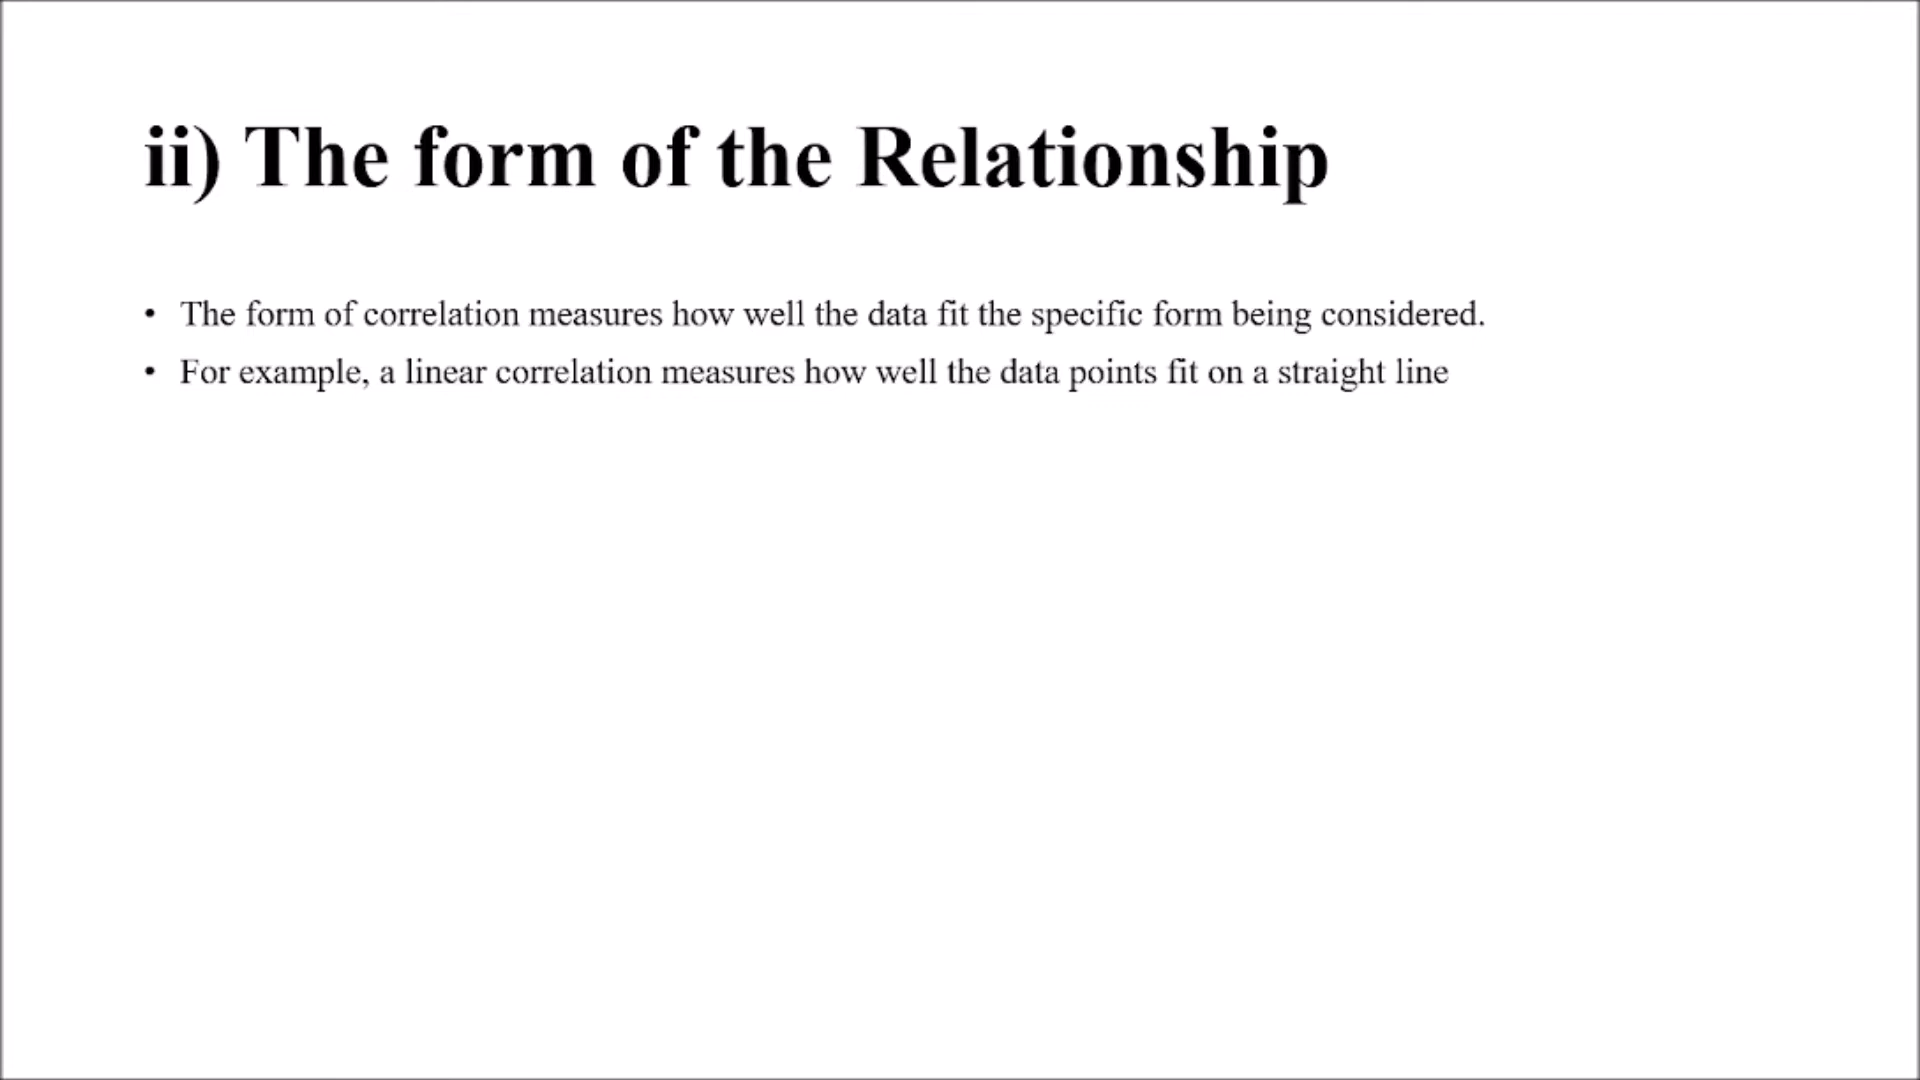 ii) The form of the Relationship
• The form of correlation measures how well the data fit the specific form being considered.
• For example, a linear correlation measures how well the data points fit on a straight line